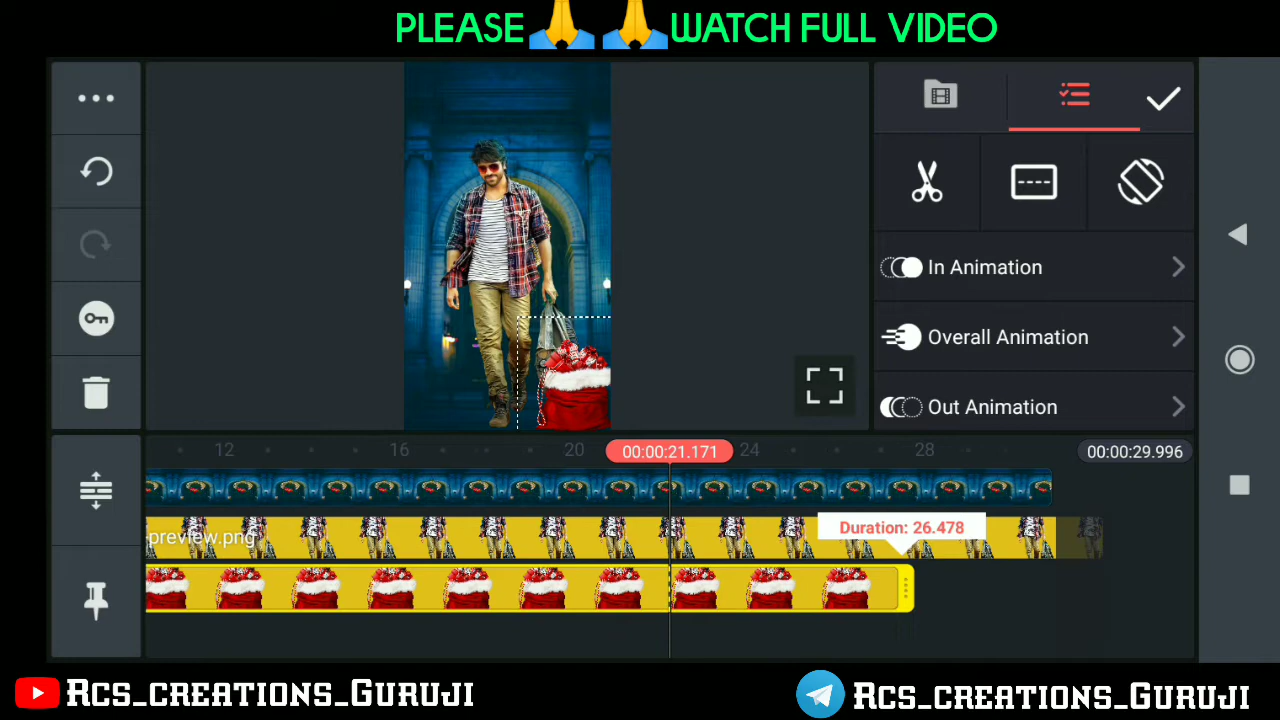 PLEASE🙏 🙏WATCH FULL VIDEO
In Animation
Overall Animation
Out Animation
12
16
20
00:00:21.171
24
28
00:00:29.996
Duration: 26.478
preview.png
Rcs_creations_Guruji
Rcs_creations_Guruji